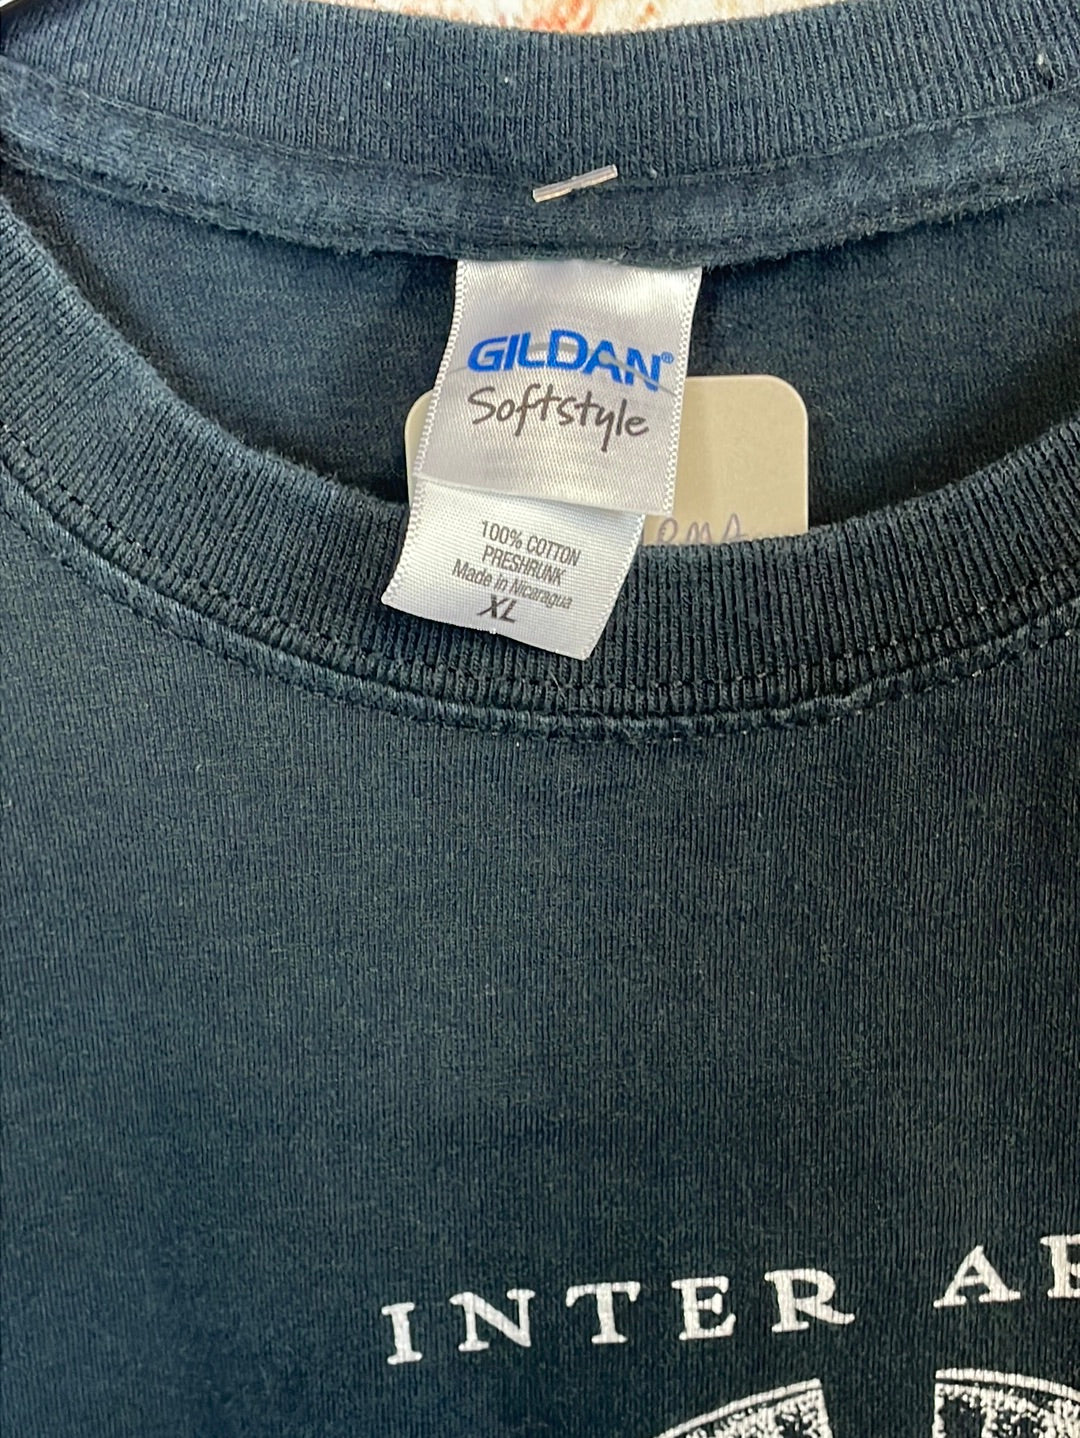 GILDAN®
Softstyle
100% COTTON
PRESHRUNK
Made in Nicaragua
XL
INTER